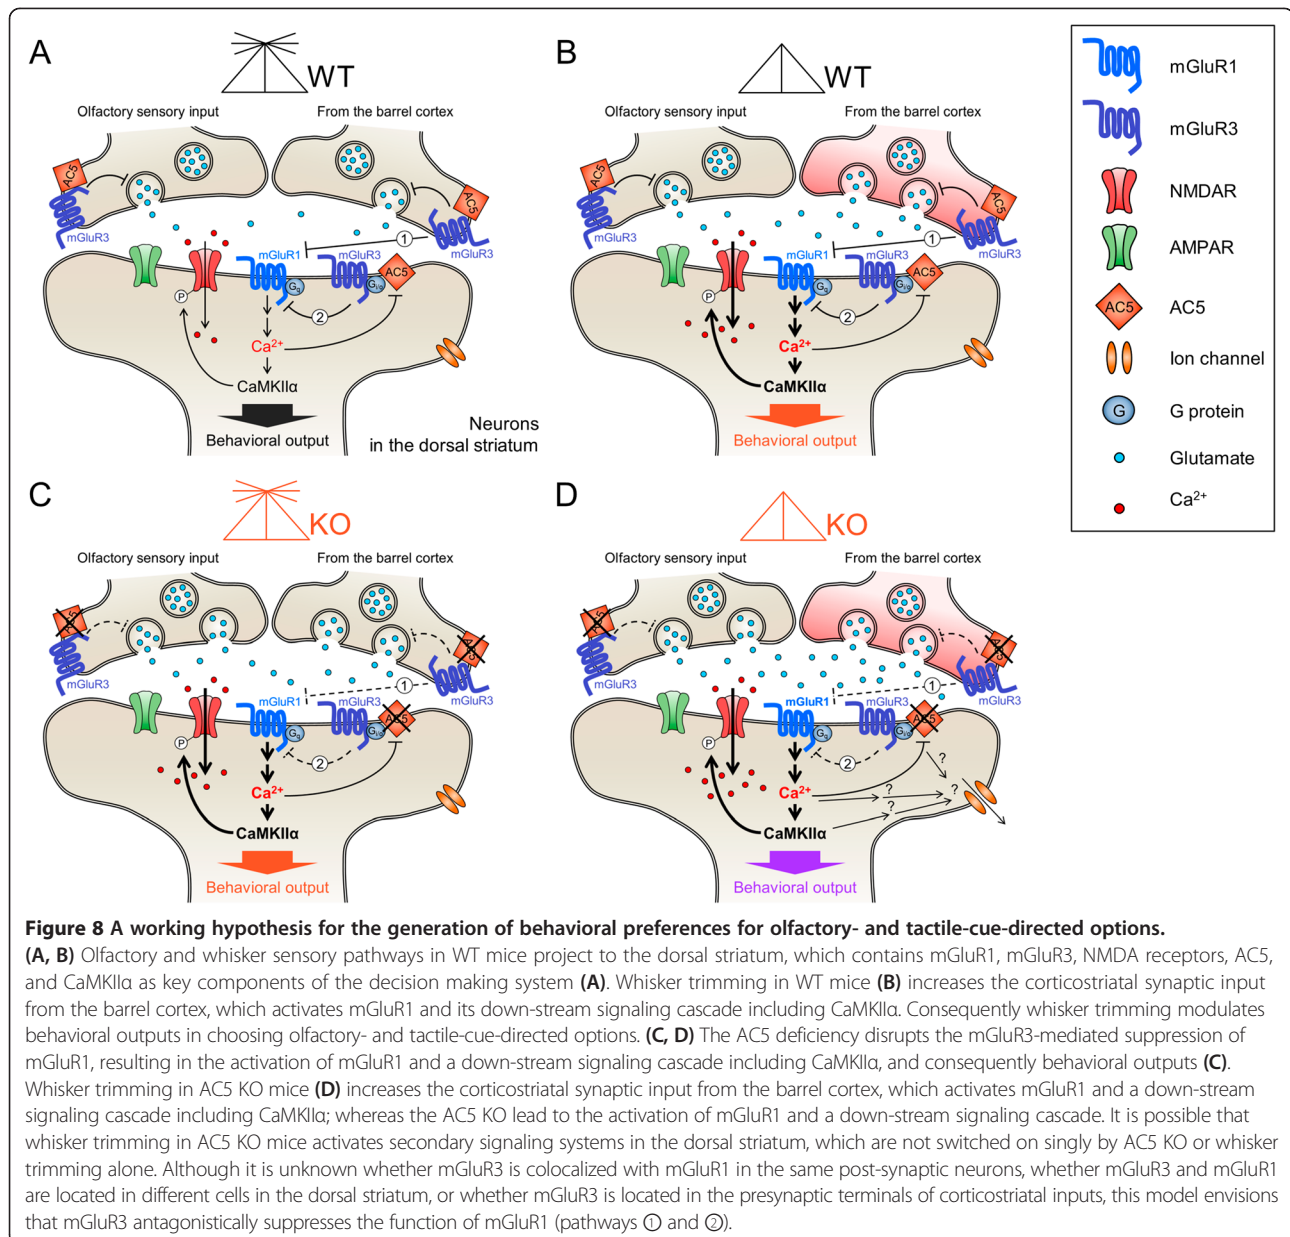 A
WT
Olfactory sensory input
From the barrel cortex
AC5
AC5
mGluR3
mGluR3
1
mGluR1
mGluR3
AC5
Gq
Gi/q
P
2
Ca2+
CaMKIIα
Behavioral output
Neurons
in the dorsal striatum
B
WT
Olfactory sensory input
From the barrel cortex
AC5
AC5
mGluR3
mGluR3
1
mGluR1
mGluR3
AC5
Gq
Gi/q
P
2
Ca2+
CaMKIIα
Behavioral output
mGluR1
mGluR3
NMDAR
AMPAR
AC5
AC5
Ion channel
G
G protein
Glutamate
Ca2+
C
KO
Olfactory sensory input
From the barrel cortex
AC5
AC5
mGluR3
mGluR3
1
mGluR1
mGluR3
AC5
Gq
Gi/q
P
2
Ca2+
CaMKIIα
Behavioral output
D
KO
Olfactory sensory input
From the barrel cortex
AC5
AC5
mGluR3
mGluR3
1
mGluR1
mGluR3
AC5
Gq
Gi/q
P
2
?
Ca2+
? ?
?
CaMKIIα
Behavioral output
Figure 8 A working hypothesis for the generation of behavioral preferences for olfactory- and tactile-cue-directed options.
(A, B) Olfactory and whisker sensory pathways in WT mice project to the dorsal striatum, which contains mGluR1, mGluR3, NMDA receptors, AC5,
and CaMKIIα as key components of the decision making system (A). Whisker trimming in WT mice (B) increases the corticostriatal synaptic input
from the barrel cortex, which activates mGluR1 and its down-stream signaling cascade including CaMKIIα. Consequently whisker trimming modulates
behavioral outputs in choosing olfactory- and tactile-cue-directed options. (C, D) The AC5 deficiency disrupts the mGluR3-mediated suppression of
mGluR1, resulting in the activation of mGluR1 and a down-stream signaling cascade including CaMKIIα, and consequently behavioral outputs (C).
Whisker trimming in AC5 KO mice (D) increases the corticostriatal synaptic input from the barrel cortex, which activates mGluR1 and a down-stream
signaling cascade including CaMKIIα; whereas the AC5 KO lead to the activation of mGluR1 and a down-stream signaling cascade. It is possible that
whisker trimming in AC5 KO mice activates secondary signaling systems in the dorsal striatum, which are not switched on singly by AC5 KO or whisker
trimming alone. Although it is unknown whether mGluR3 is colocalized with mGluR1 in the same post-synaptic neurons, whether mGluR3 and mGluR1
are located in different cells in the dorsal striatum, or whether mGluR3 is located in the presynaptic terminals of corticostriatal inputs, this model envisions
that mGluR3 antagonistically suppresses the function of mGluR1 (pathways ① and ②).